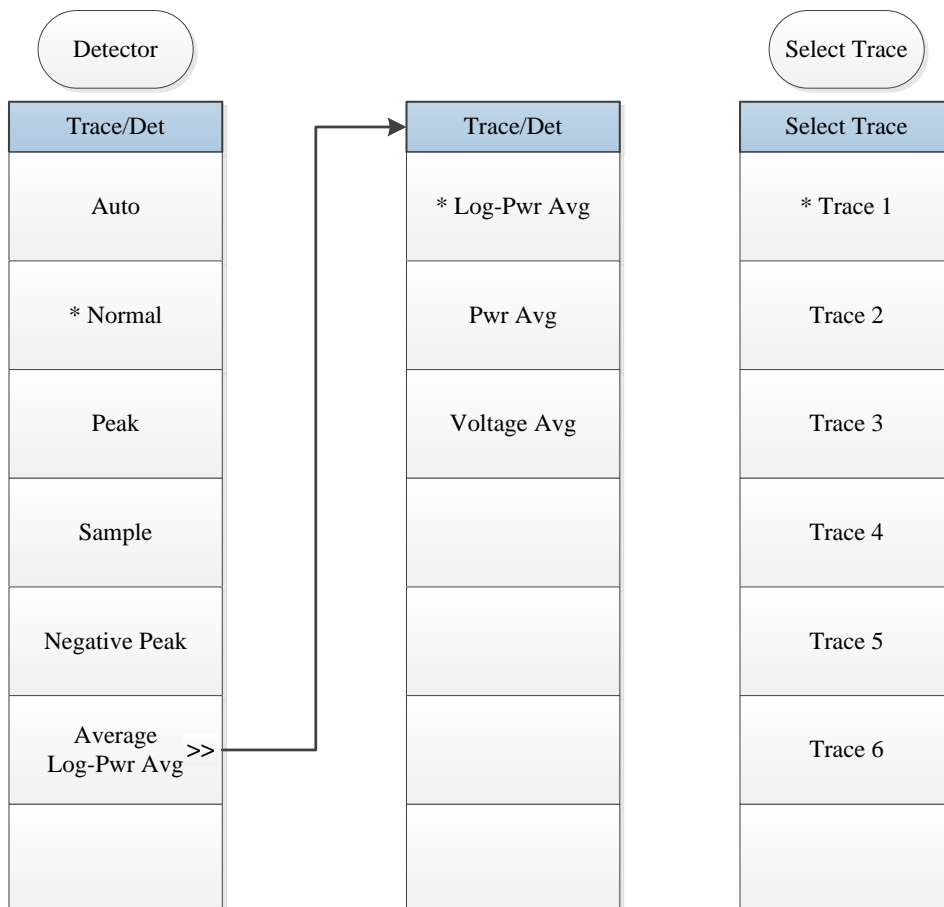 Detector
Trace/Det
Auto
* Normal
Peak
Sample
Negative Peak
Average
Log-Pwr Avg >>
Trace/Det
* Log-Pwr Avg
Pwr Avg
Voltage Avg
Select Trace
Select Trace
* Trace 1
Trace 2
Trace 3
Trace 4
Trace 5
Trace 6